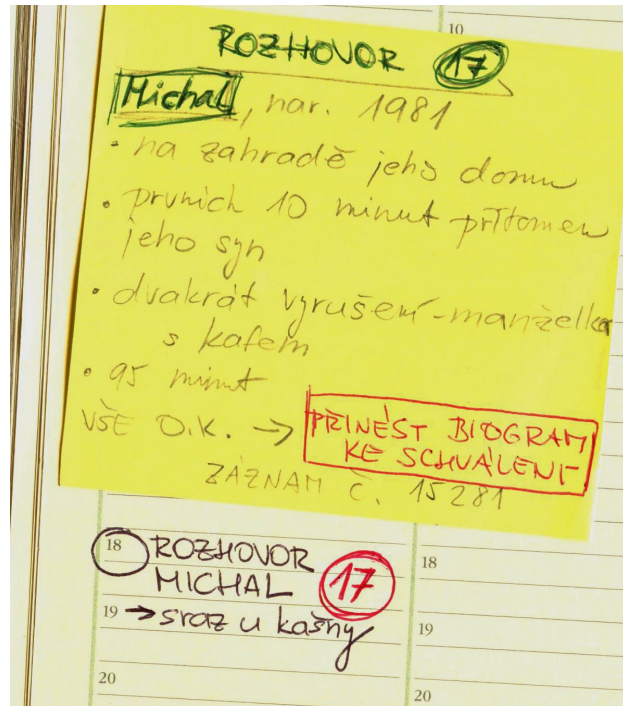 10
ROZHOVOR 17
Michal, nar. 1981
• na zahradě jeho domu
• prvních 10 minut přítomen
jeho syn
• dvakrát vyrušení - manželka
s kafem
• 95 minut
VŠE O.K. → PŘINÉST BIOGRAM
KE SCHVÁLENÍ
ZÁZNAM Č. 15281
18 ROZHOVOR 18
MICHAL 17
19 → sraz u kašny 19
20 20